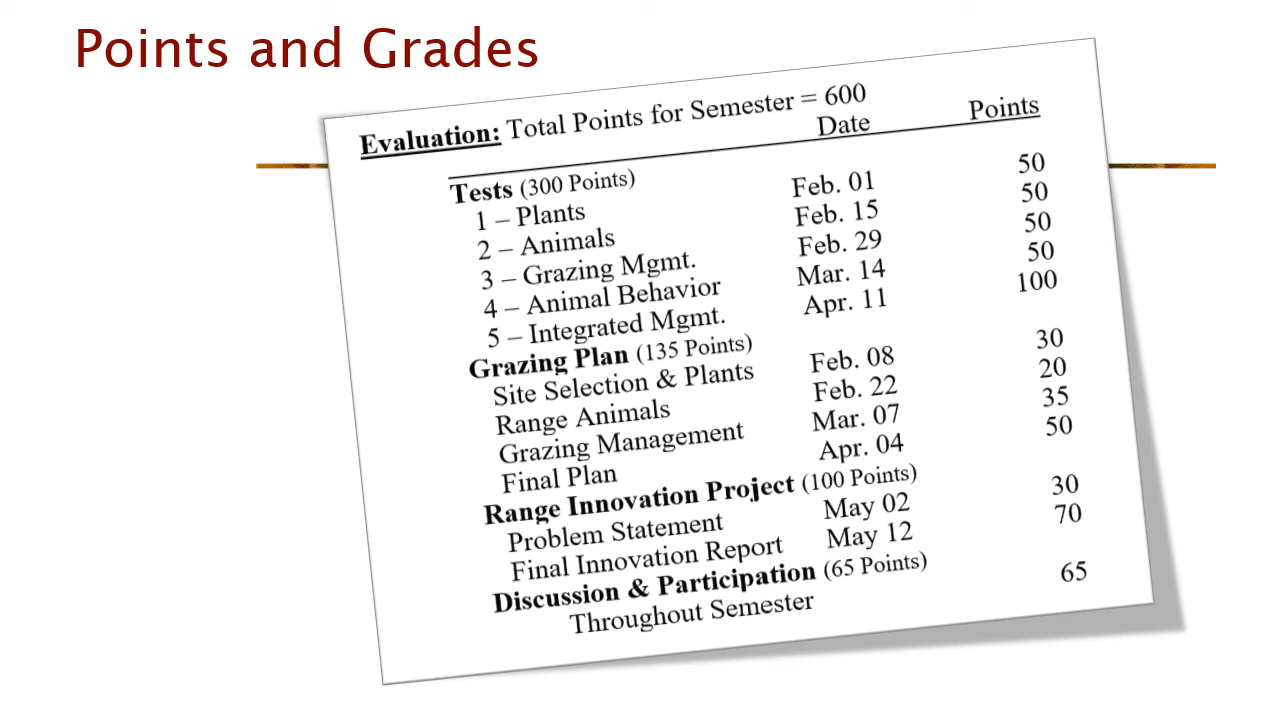 Points and Grades
Evaluation: Total Points for Semester = 600
Date Points
Tests (300 Points)
1 – Plants Feb. 01 50
2 – Animals Feb. 15 50
3 – Grazing Mgmt. Feb. 29 50
4 – Animal Behavior Mar. 14 50
5 – Integrated Mgmt. Apr. 11 100
Grazing Plan (135 Points)
Site Selection & Plants Feb. 08 30
Range Animals Feb. 22 20
Grazing Management Mar. 07 35
Final Plan Apr. 04 50
Range Innovation Project (100 Points)
Problem Statement May 02 30
Final Innovation Report May 12 70
Discussion & Participation (65 Points)
Throughout Semester 65